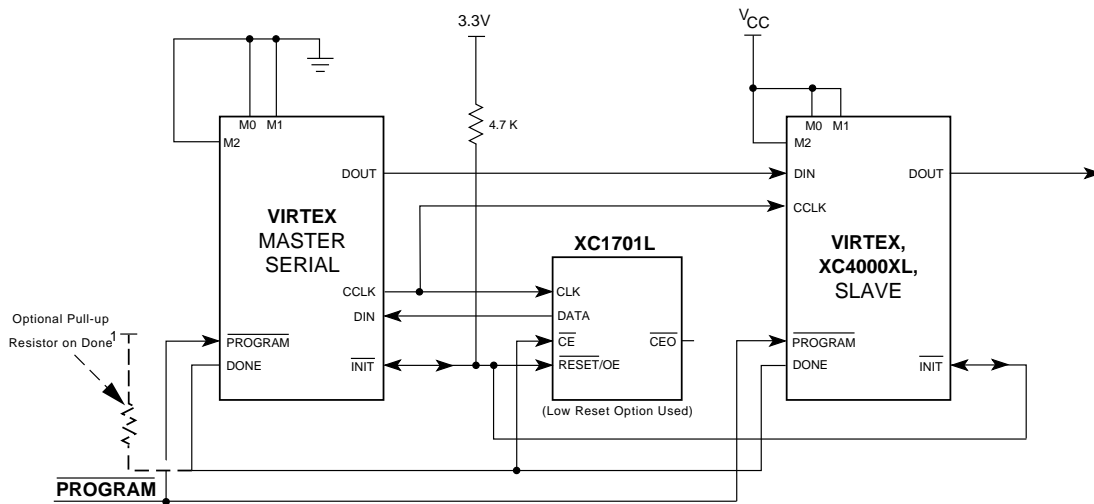 3.3V
VCC
M0 M1
M2
4.7 K
M0 M1
M2
DOUT
DIN
DOUT
VIRTEX
MASTER
SERIAL
CCLK
VIRTEX,
XC4000XL,
SLAVE
XC1701L
CCLK
CLK
DIN
DATA
Optional Pull-up
Resistor on Done1
PROGRAM
CE
CEO
PROGRAM
DONE
INIT
RESET/OE
DONE
INIT
(Low Reset Option Used)
PROGRAM